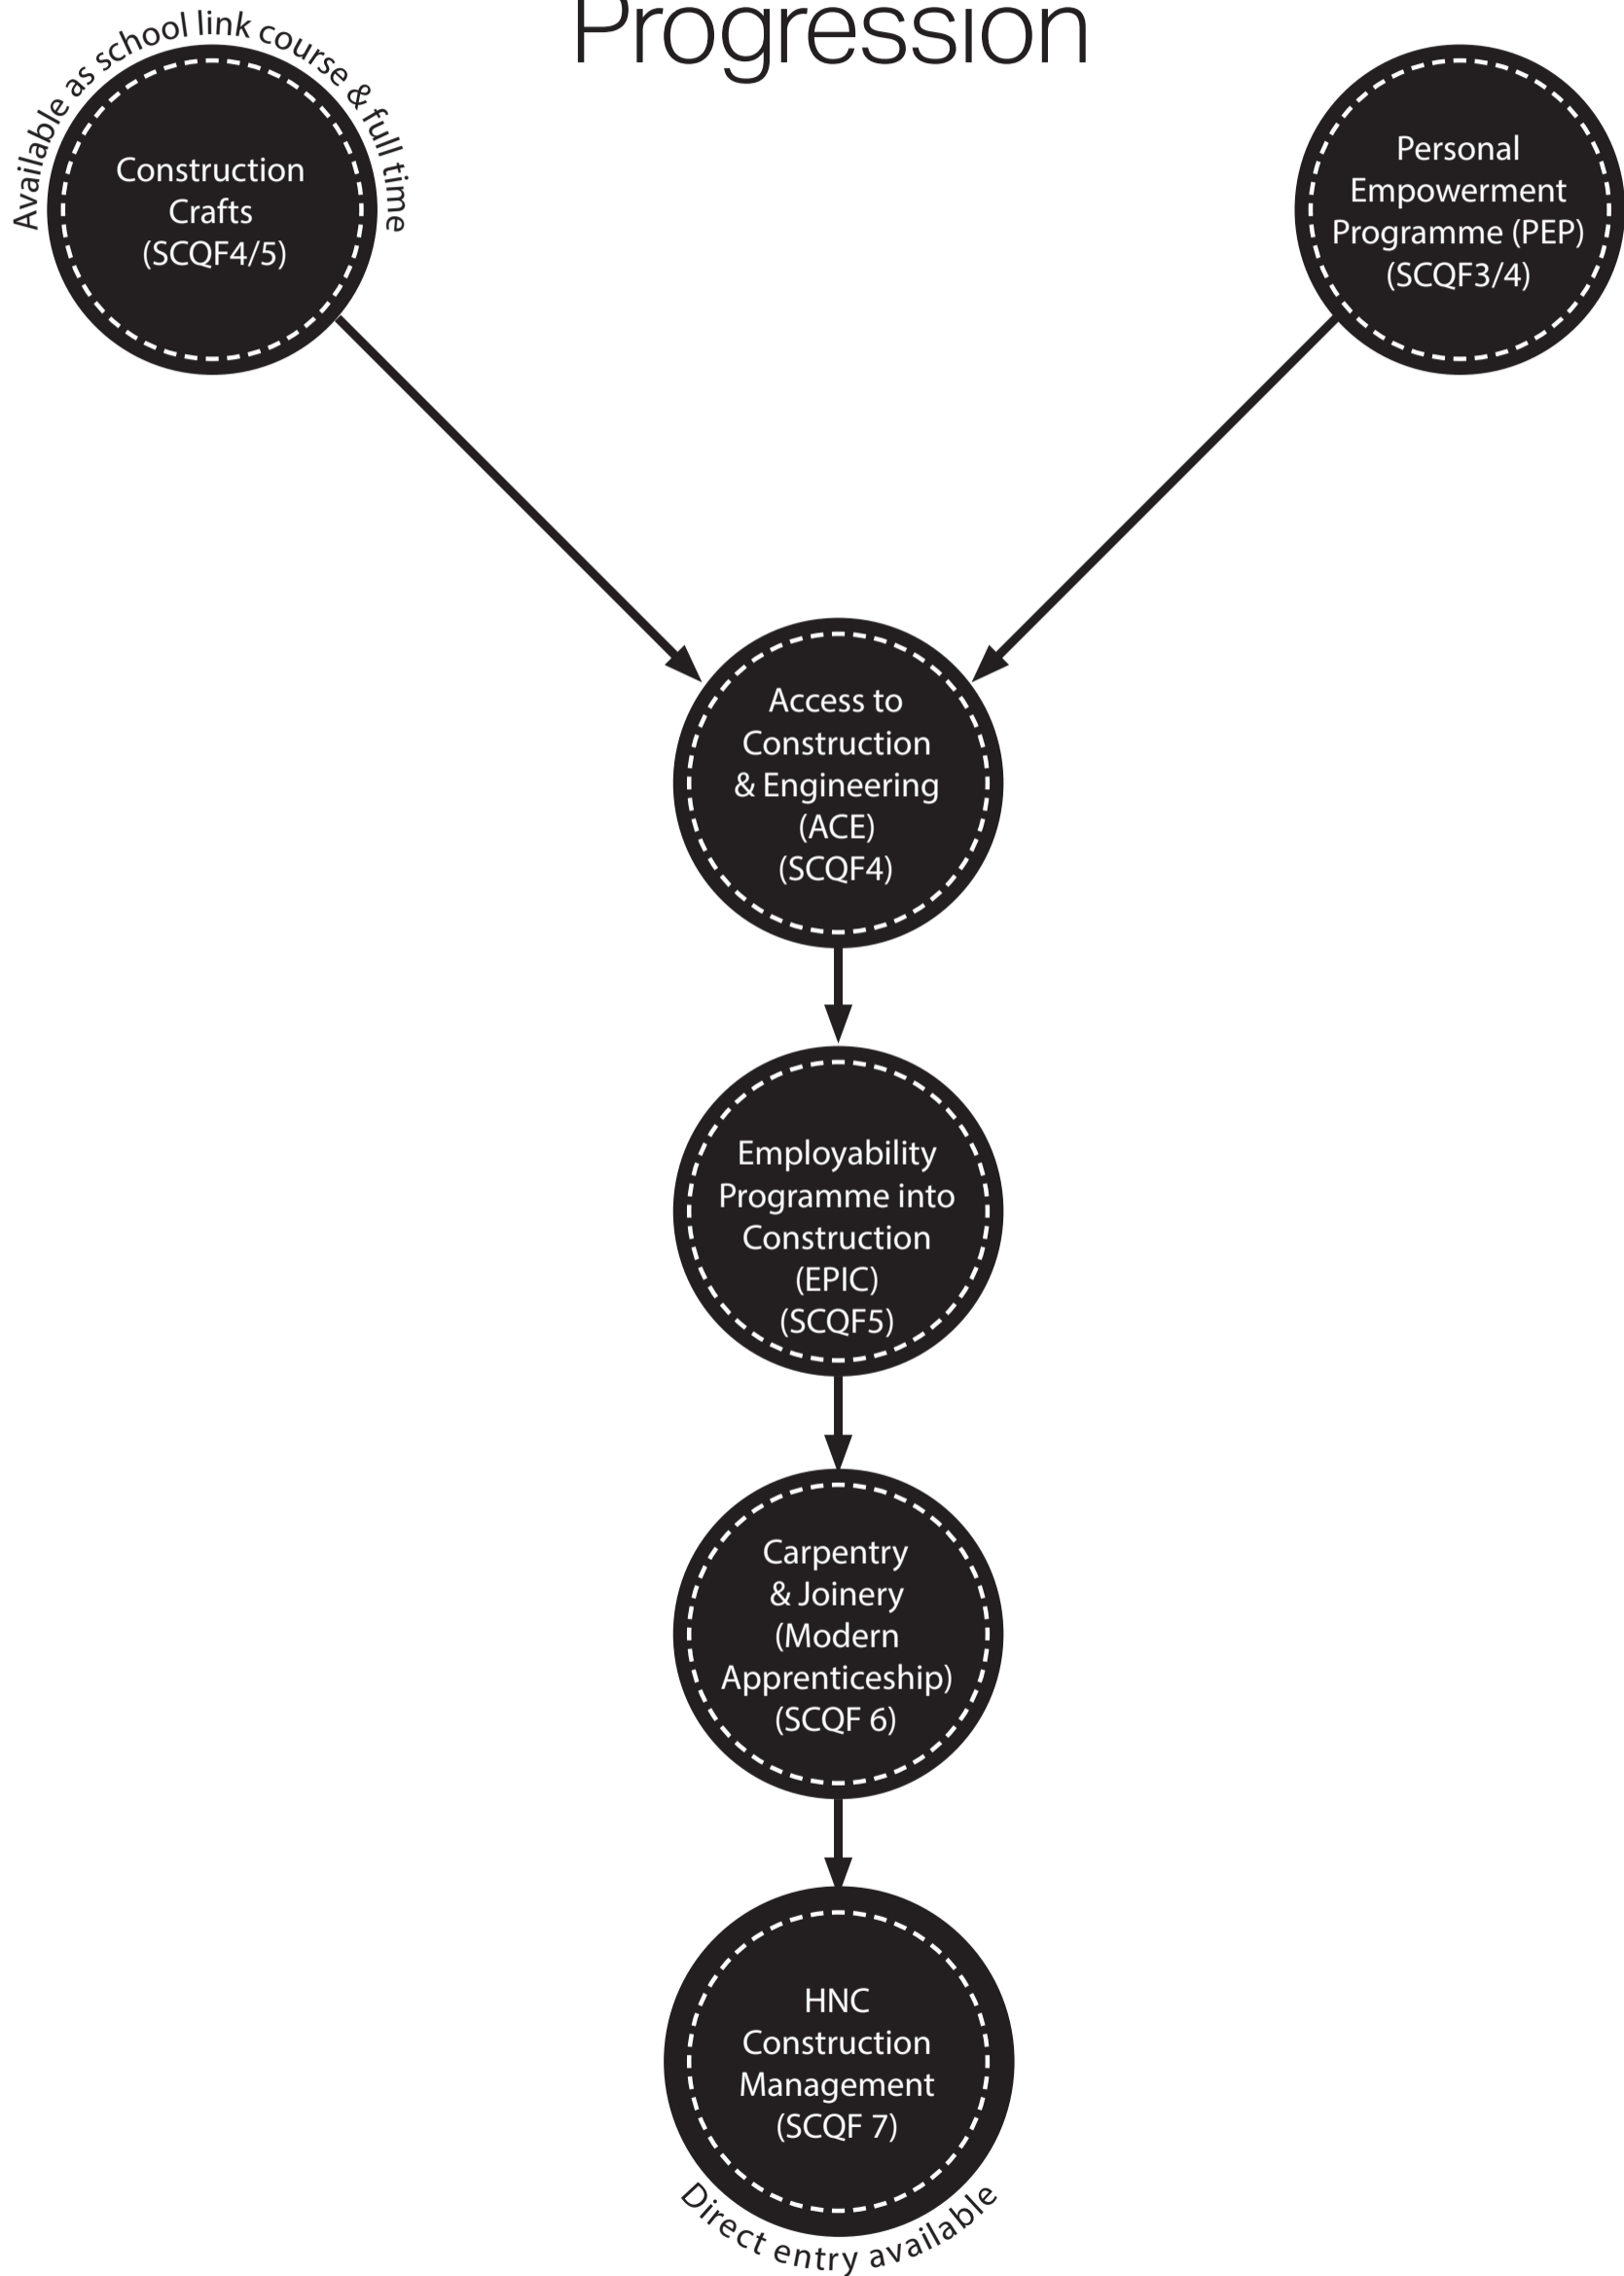 Progression
Available as school link course & full time
Construction
Crafts
(SCQF4/5)
Personal
Empowerment
Programme (PEP)
(SCQF3/4)
Access to
Construction
& Engineering
(ACE)
(SCQF4)
Employability
Programme into
Construction
(EPIC)
(SCQF5)
Carpentry
& Joinery
(Modern
Apprenticeship)
(SCQF 6)
HNC
Construction
Management
(SCQF 7)
Direct entry available